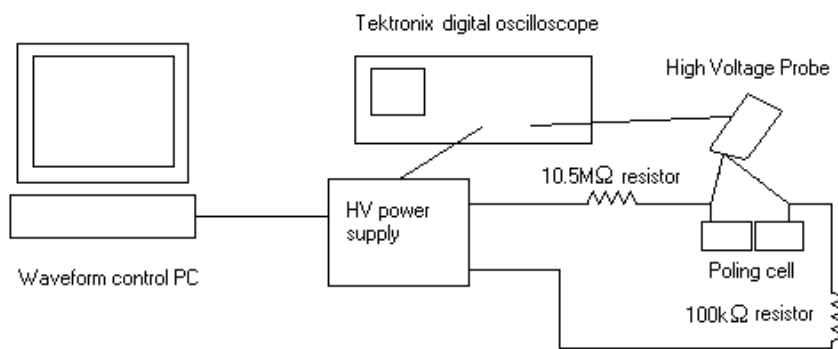 Tektronix digital oscilloscope
High Voltage Probe
10.5MΩ resistor
HV power
supply
Waveform control PC
Poling cell
100kΩ resistor